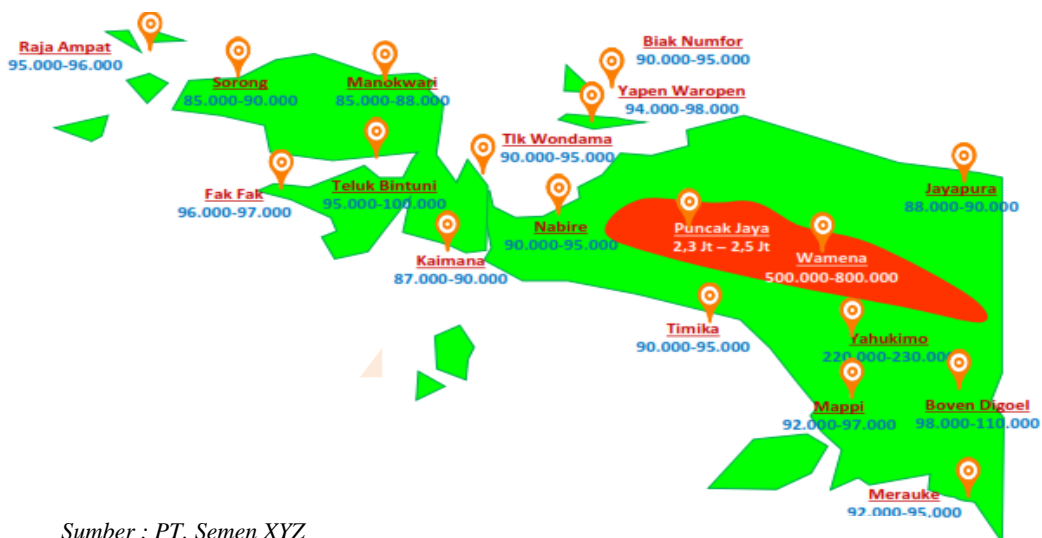 Raja Ampat
95.000-96.000
Sorong
85.000-90.000
Manokwari
85.000-88.000
Biak Numfor
90.000-95.000
Yapen Waropen
94.000-98.000
Tlk Wondama
90.000-95.000
Fak Fak
96.000-97.000
Teluk Bintuni
95.000-100.000
Jayapura
88.000-90.000
Nabire
90.000-95.000
Puncak Jaya
2,3 Jt – 2,5 Jt
Kaimana
87.000-90.000
Wamena
500.000-800.000
Timika
90.000-95.000
Yahukimo
220.000-230.000
Mappi
92.000-97.000
Boven Digoel
98.000-110.000
Merauke
92.000-95.000
Sumber : PT. Semen XYZ